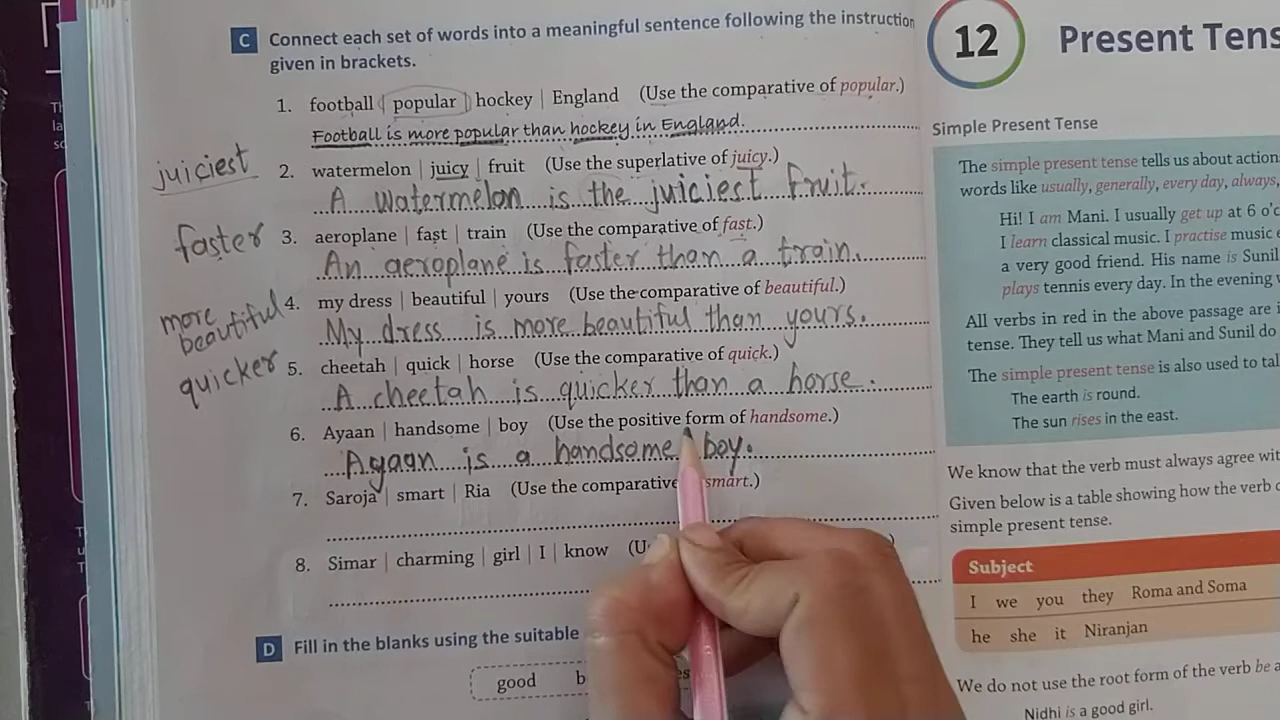 C Connect each set of words into a meaningful sentence following the instruction
given in brackets.
1. football | popular | hockey | England (Use the comparative of popular.)
Football is more popular than hockey in England.
juiciest
2. watermelon | juicy | fruit (Use the superlative of juicy.)
A watermelon is the juiciest fruit.
faster
3. aeroplane | fast | train (Use the comparative of fast.)
An aeroplane is faster than a train.
more
beautiful
4. my dress | beautiful | yours (Use the comparative of beautiful.)
My dress is more beautiful than yours.
quicker
5. cheetah | quick | horse (Use the comparative of quick.)
A cheetah is quicker than a horse.
6. Ayaan | handsome | boy (Use the positive form of handsome.)
Ayaan is a handsome boy.
7. Saroja | smart | Ria (Use the comparative smart.)
8. Simar | charming | girl | I | know (U
D Fill in the blanks using the suitable
good b
12 Present Tens
Simple Present Tense
The simple present tense tells us about action
words like usually, generally, every day, always,
Hi! I am Mani. I usually get up at 6 o'c
I learn classical music. I practise music
a very good friend. His name is Sunil
plays tennis every day. In the evening
All verbs in red in the above passage are
tense. They tell us what Mani and Sunil do
The simple present tense is also used to tal
The earth is round.
The sun rises in the east.
We know that the verb must always agree wit
Given below is a table showing how the verb
simple present tense.
Subject
I we you they Roma and Soma
he she it Niranjan
We do not use the root form of the verb be a
Nidhi is a good girl.